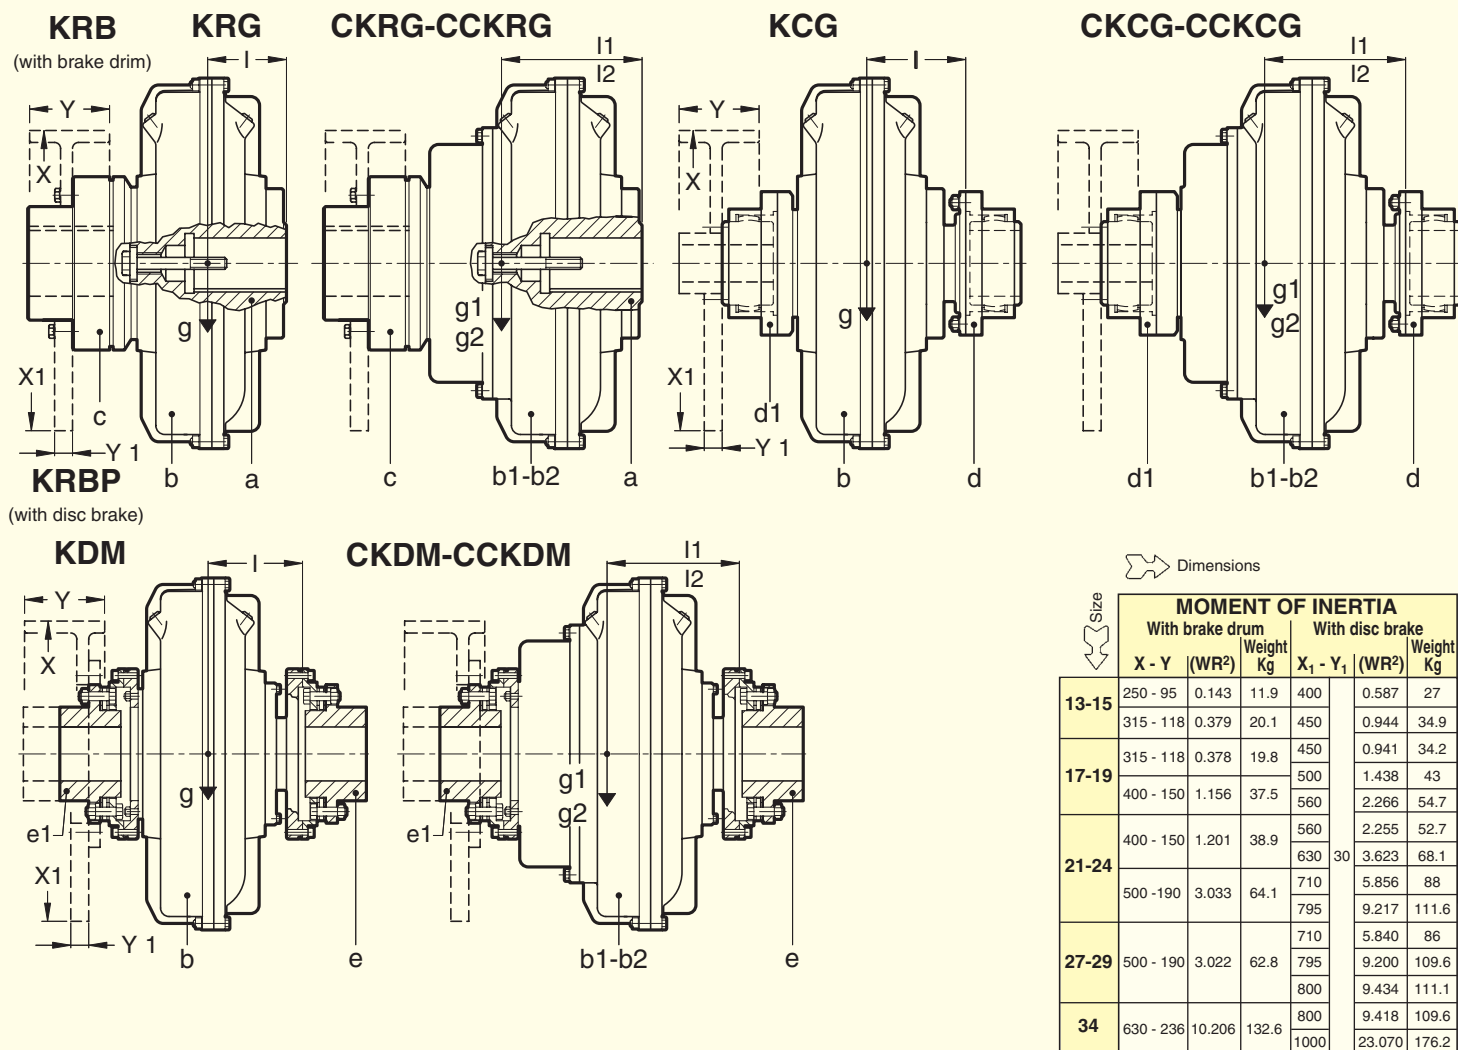 KRB
(with brake drim)
KRG
CKRG-CCKRG
KCG
CKCG-CCKCG
I
I1
I2
I
I1
I2
Y
X
g
X1
c
Y 1
b
a
g1
g2
c
b1-b2
a
Y
X
g
X1
d1
Y 1
b
d
g1
g2
d1
b1-b2
d
KRBP
(with disc brake)
KDM
CKDM-CCKDM
I
I1
I2
Y
X
g
e1
X1
Y 1
b
e
g1
g2
e1
b1-b2
e
Dimensions
Size
MOMENT OF INERTIA
With brake drum With disc brake
X - Y (WR²) Weight Kg X₁ - Y₁ (WR²) Weight Kg
13-15 250 - 95 0.143 11.9 400 0.587 27
315 - 118 0.379 20.1 450 0.944 34.9
17-19 315 - 118 0.378 19.8 450 0.941 34.2
500 1.438 43
400 - 150 1.156 37.5 560 2.266 54.7
21-24 400 - 150 1.201 38.9 560 2.255 52.7
630 30 3.623 68.1
500 -190 3.033 64.1 710 5.856 88
795 9.217 111.6
27-29 500 - 190 3.022 62.8 710 5.840 86
795 9.200 109.6
800 9.434 111.1
34 630 - 236 10.206 132.6 800 9.418 109.6
1000 23.070 176.2